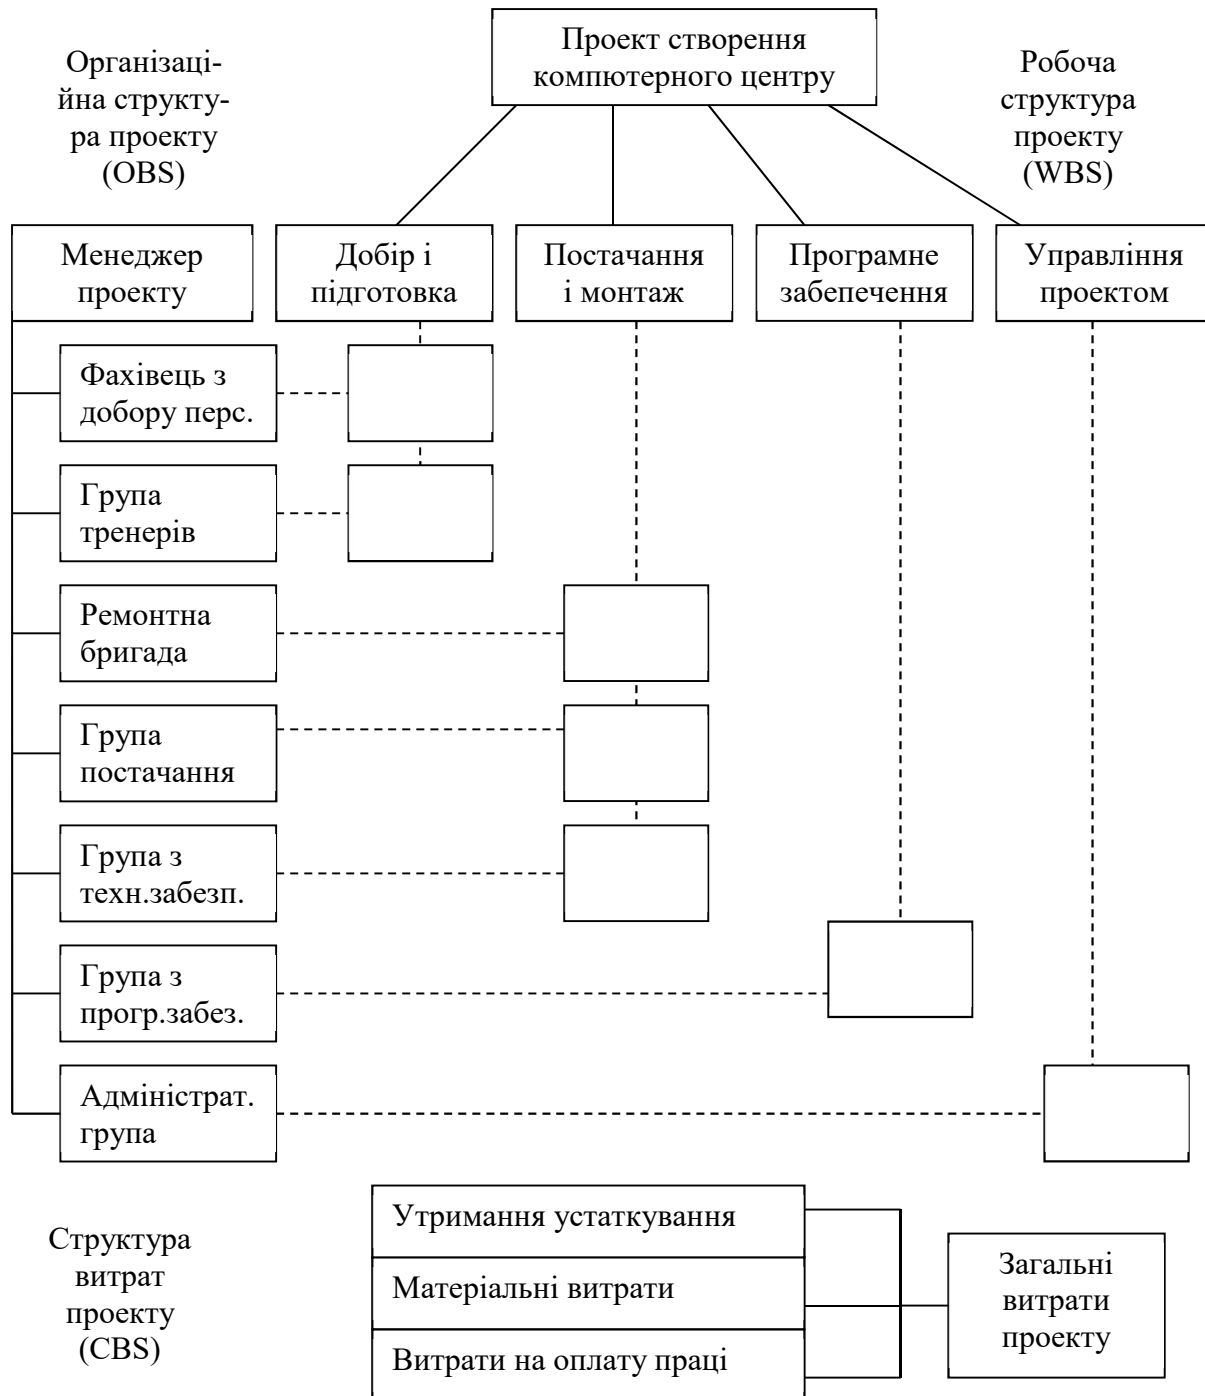 Організаці-
йна структу-
ра проекту
(OBS)
Проект створення
компютерного центру
Робоча
структура
проекту
(WBS)
Менеджер
проекту
Добір і
підготовка
Постачання
і монтаж
Програмне
забепечення
Управління
проектом
Фахівець з
добору перс.
Група
тренерів
Ремонтна
бригада
Група
постачання
Група з
техн.забезп.
Група з
прогр.забез.
Адміністрат.
група
Структура
витрат
проекту
(CBS)
Утримання устаткування
Матеріальні витрати
Витрати на оплату праці
Загальні
витрати
проекту